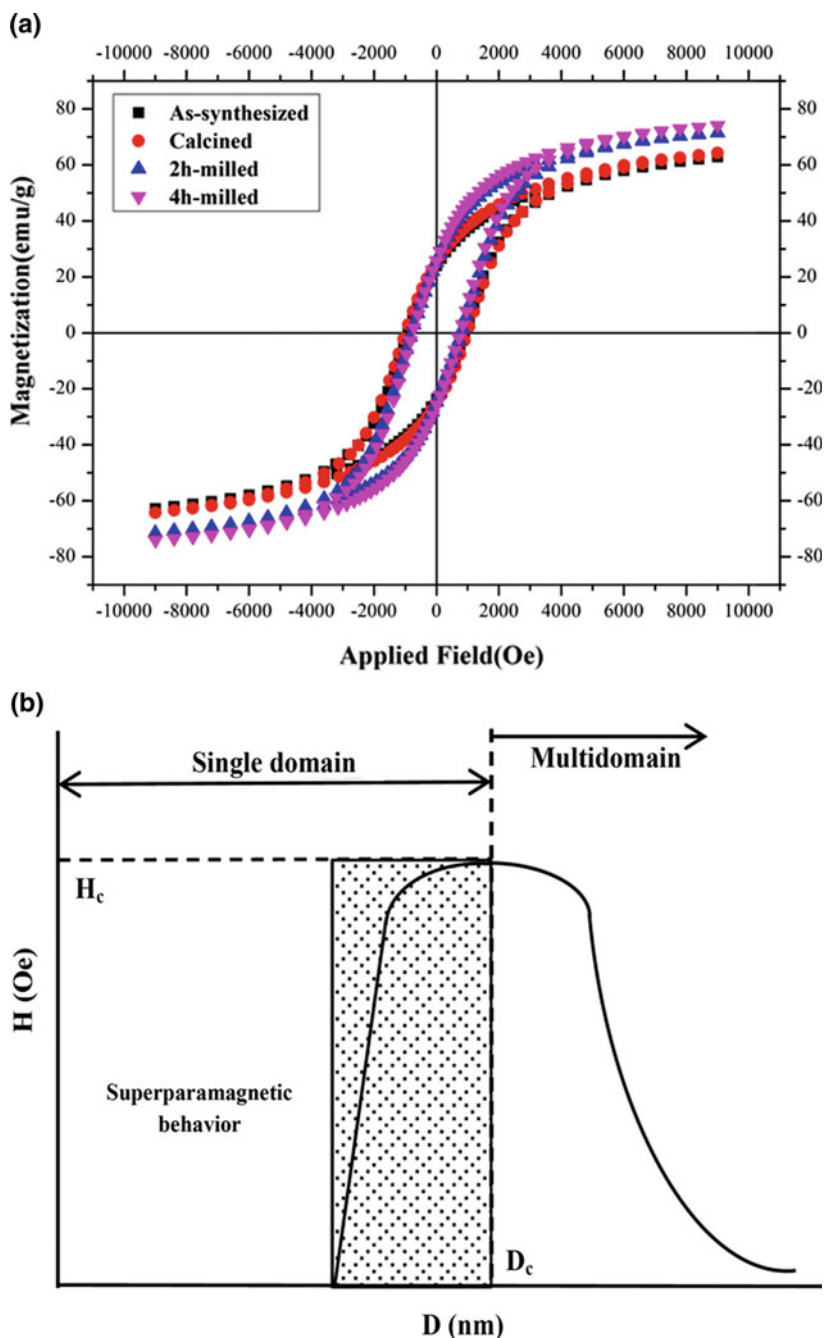 (a)
-10000 -8000 -6000 -4000 -2000 0 2000 4000 6000 8000 10000
As-synthesized
Calcined
2h-milled
4h-milled
80 80
60 60
40 40
20 20
0 0
-20 -20
-40 -40
-60 -60
-80 -80
Magnetization(emu/g)
-10000 -8000 -6000 -4000 -2000 0 2000 4000 6000 8000 10000
Applied Field(Oe)
(b)
Single domain
Multidomain
Hc
H (Oe)
Superparamagnetic
behavior
Dc
D (nm)